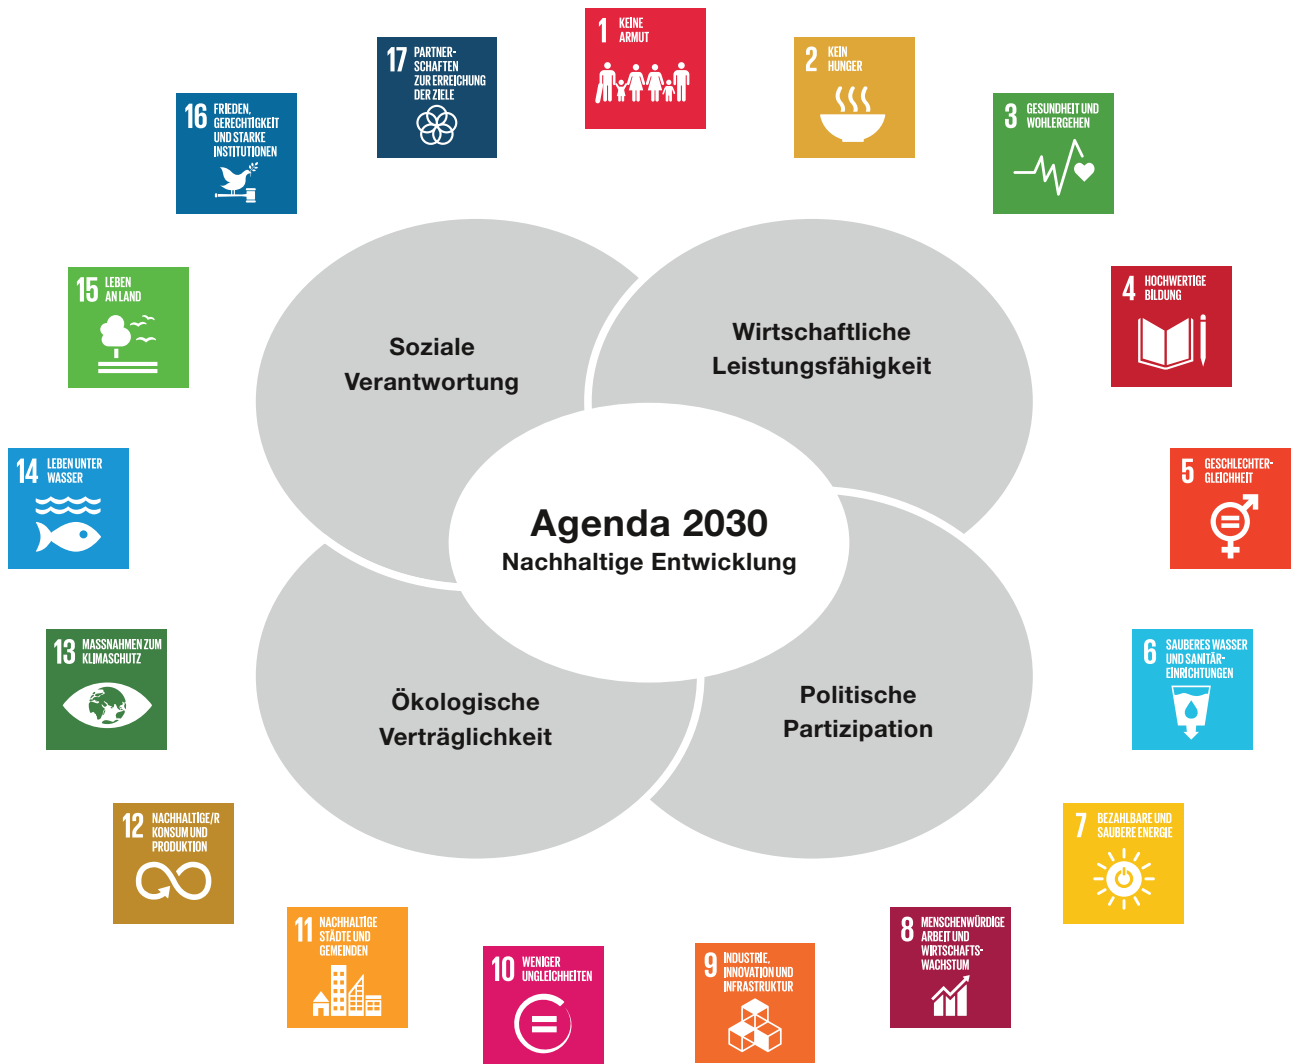 1 KEINE
ARMUT
2 KEIN
HUNGER
3 GESUNDHEIT UND
WOHLERGEHEN
4 HOCHWERTIGE
BILDUNG
5 GESCHLECHTER-
GLEICHHEIT
6 SAUBERES WASSER
UND SANITÄR-
EINRICHTUNGEN
7 BEZAHLBARE UND
SAUBERE ENERGIE
8 MENSCHENWÜRDIGE
ARBEIT UND
WIRTSCHAFTS-
WACHSTUM
9 INDUSTRIE,
INNOVATION UND
INFRASTRUKTUR
10 WENIGER
UNGLEICHHEITEN
11 NACHHALTIGE
STÄDTE UND
GEMEINDEN
12 NACHHALTIGE/R
KONSUM UND
PRODUKTION
13 MASSNAHMEN ZUM
KLIMASCHUTZ
14 LEBEN UNTER
WASSER
15 LEBEN
AN LAND
16 FRIEDEN,
GERECHTIGKEIT
UND STARKE
INSTITUTIONEN
17 PARTNER-
SCHAFTEN
ZUR ERREICHUNG
DER ZIELE
Soziale
Verantwortung
Wirtschaftliche
Leistungsfähigkeit
Agenda 2030
Nachhaltige Entwicklung
Ökologische
Verträglichkeit
Politische
Partizipation